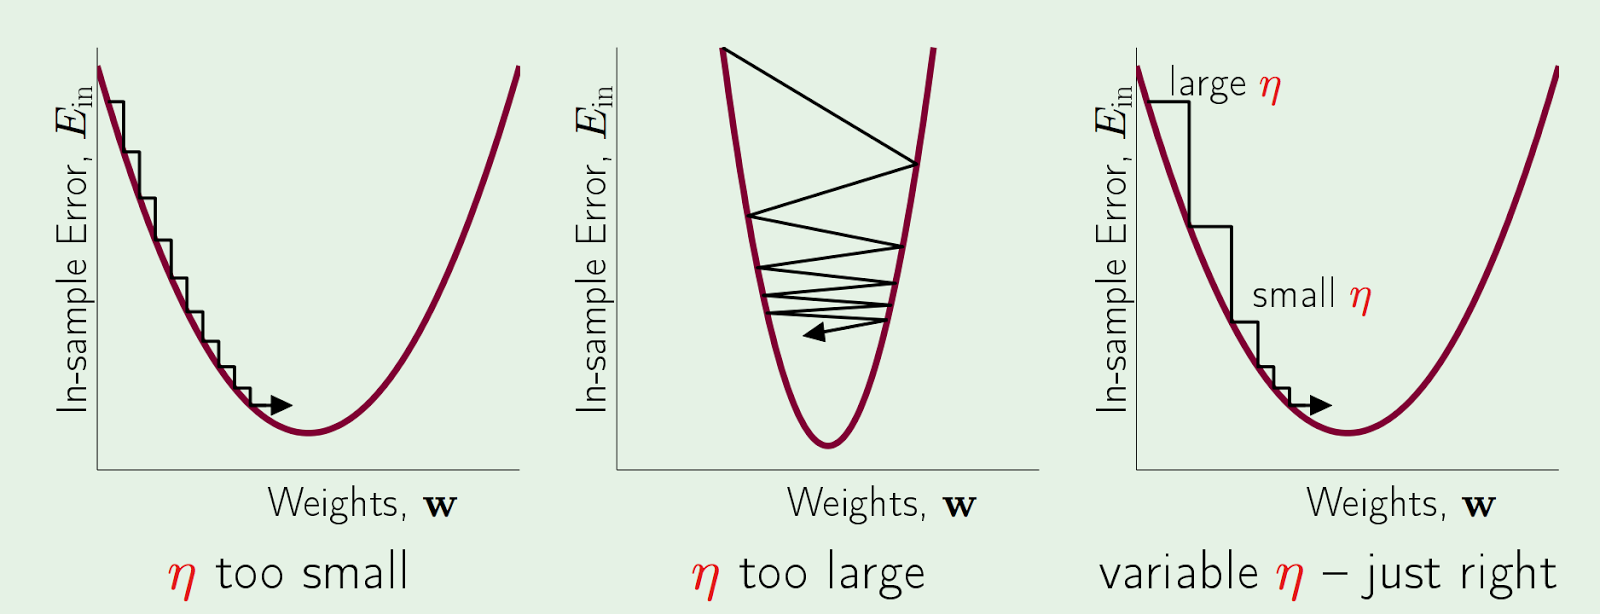 In-sample Error, E_in
Weights, w
η too small
In-sample Error, E_in
Weights, w
η too large
In-sample Error, E_in
large η
small η
Weights, w
variable η – just right